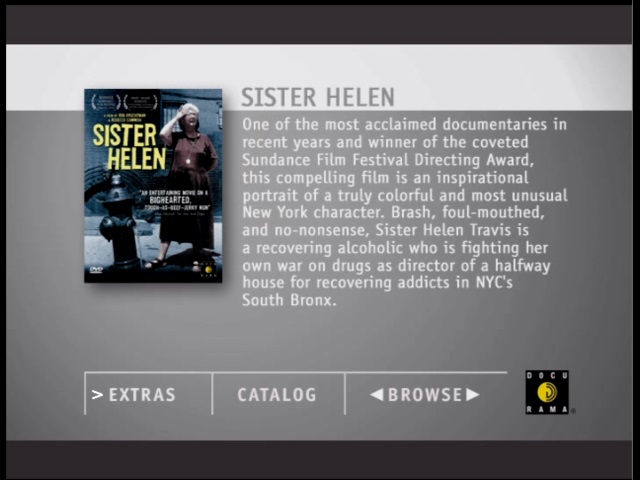 SISTER HELEN
One of the most acclaimed documentaries in
recent years and winner of the coveted
Sundance Film Festival Directing Award,
this compelling film is an inspirational
portrait of a truly colorful and most unusual
New York character. Brash, foul-mouthed,
and no-nonsense, Sister Helen Travis is
a recovering alcoholic who is fighting her
own war on drugs as director of a halfway
house for recovering addicts in NYC's
South Bronx.
SISTER
HELEN
"AN ENTERTAINING MOVIE ON A
BIGHEARTED,
TOUGH-AS-BEEF-JERKY NUN"
DVD
>EXTRAS
CATALOG
◀BROWSE▶
DOCU
RAMA